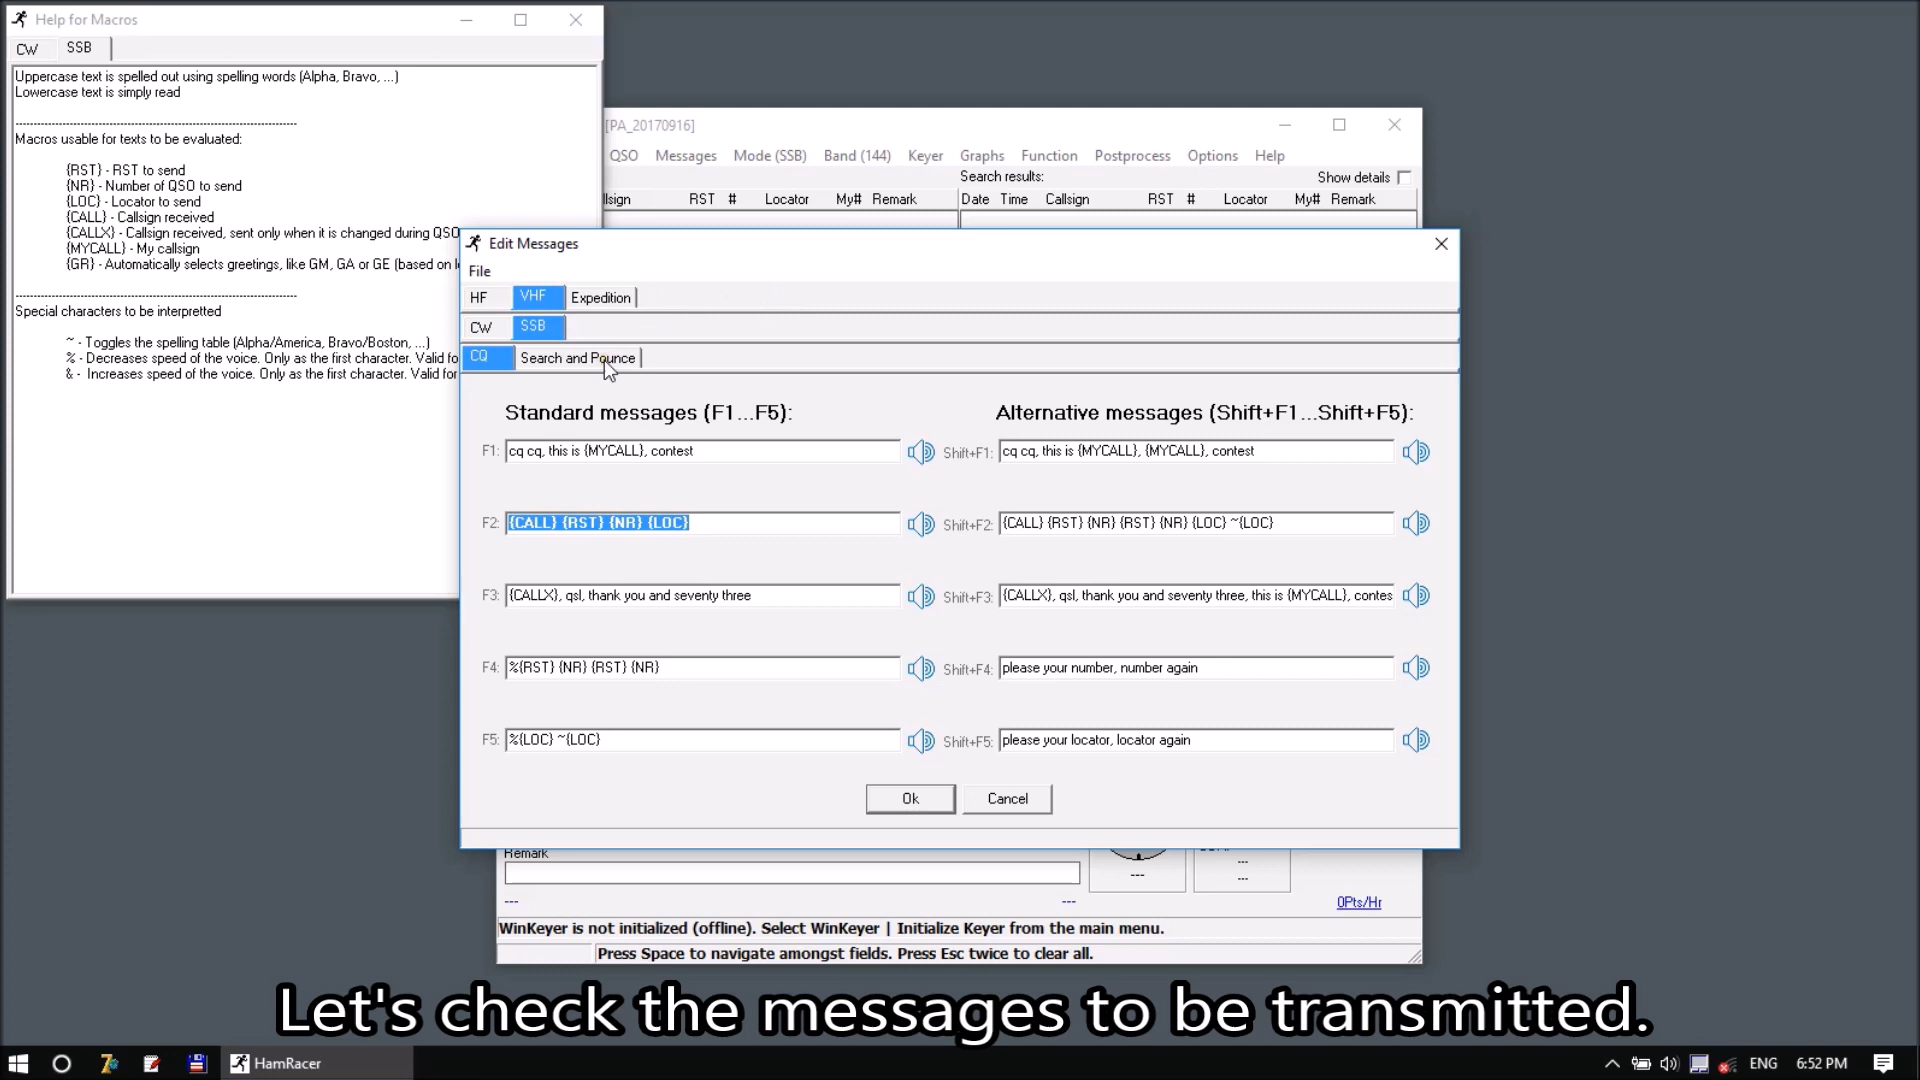 Help for Macros
CW SSB
Uppercase text is spelled out using spelling words (Alpha, Bravo, ...)
Lowercase text is simply read
Macros usable for texts to be evaluated:
{RST} - RST to send
{NR} - Number of QSO to send
{LOC} - Locator to send
{CALL} - Callsign received
{CALLX} - Callsign received, sent only when it is changed during QSO
{MYCALL} - My callsign
{GR} - Automatically selects greetings, like GM, GA or GE (based on
Special characters to be interpretted
~ - Toggles the spelling table (Alpha/America, Bravo/Boston, ...)
% - Decreases speed of the voice. Only as the first character. Valid fo
& - Increases speed of the voice. Only as the first character. Valid for
[PA_20170916]
QSO Messages Mode (SSB) Band (144) Keyer Graphs Function Postprocess Options Help
Search results: Show details
llsign RST # Locator My# Remark Date Time Callsign RST # Locator My# Remark
Edit Messages
File
HF VHF Expedition
CW SSB
CQ Search and Pounce
Standard messages (F1...F5): Alternative messages (Shift+F1...Shift+F5):
F1: cq cq, this is {MYCALL}, contest Shift+F1: cq cq, this is {MYCALL}, {MYCALL}, contest
F2: {CALL} {RST} {NR} {LOC} Shift+F2: {CALL} {RST} {NR} {RST} {NR} {LOC} ~{LOC}
F3: {CALLX}, qsl, thank you and seventy three Shift+F3: {CALLX}, qsl, thank you and seventy three, this is {MYCALL}, contes
F4: %{RST} {NR} {RST} {NR} Shift+F4: please your number, number again
F5: %{LOC} ~{LOC} Shift+F5: please your locator, locator again
Ok Cancel
Remark
--- --- ---
---
--- --- 0Pts/Hr
WinKeyer is not initialized (offline). Select WinKeyer | Initialize Keyer from the main menu.
Press Space to navigate amongst fields. Press Esc twice to clear all.
Let's check the messages to be transmitted.
HamRacer ENG 6:52 PM